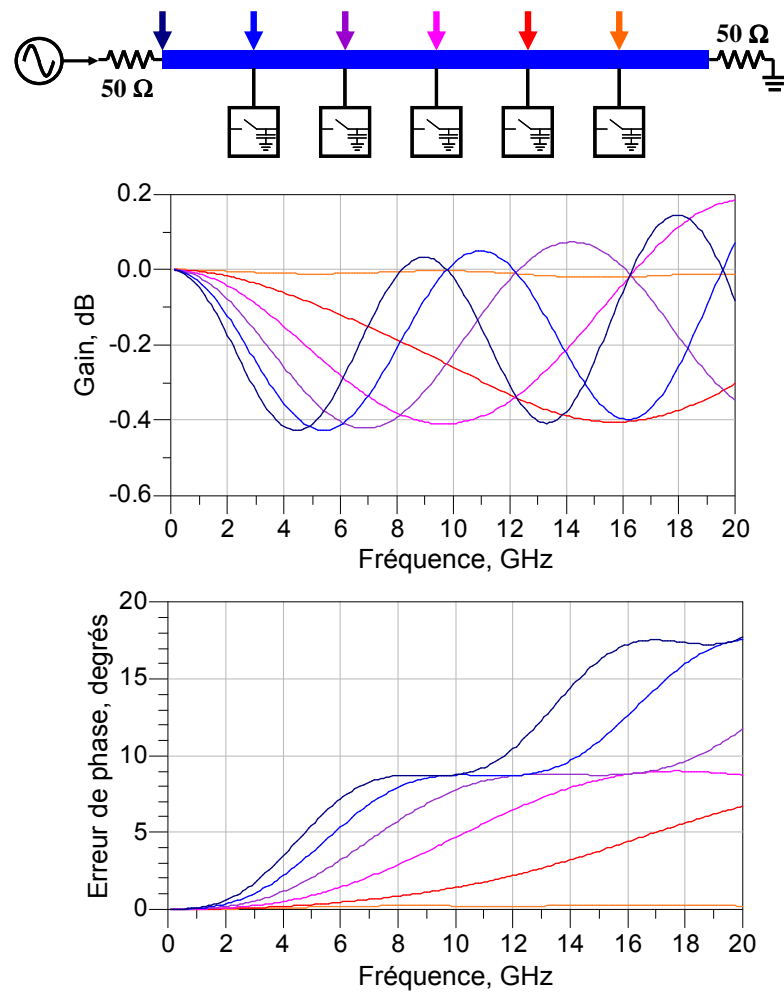 50 Ω
50 Ω
0.2
0.0
-0.2
-0.4
-0.6
Gain, dB
0 2 4 6 8 10 12 14 16 18 20
Fréquence, GHz
20
15
10
5
0
Erreur de phase, degrés
0 2 4 6 8 10 12 14 16 18 20
Fréquence, GHz